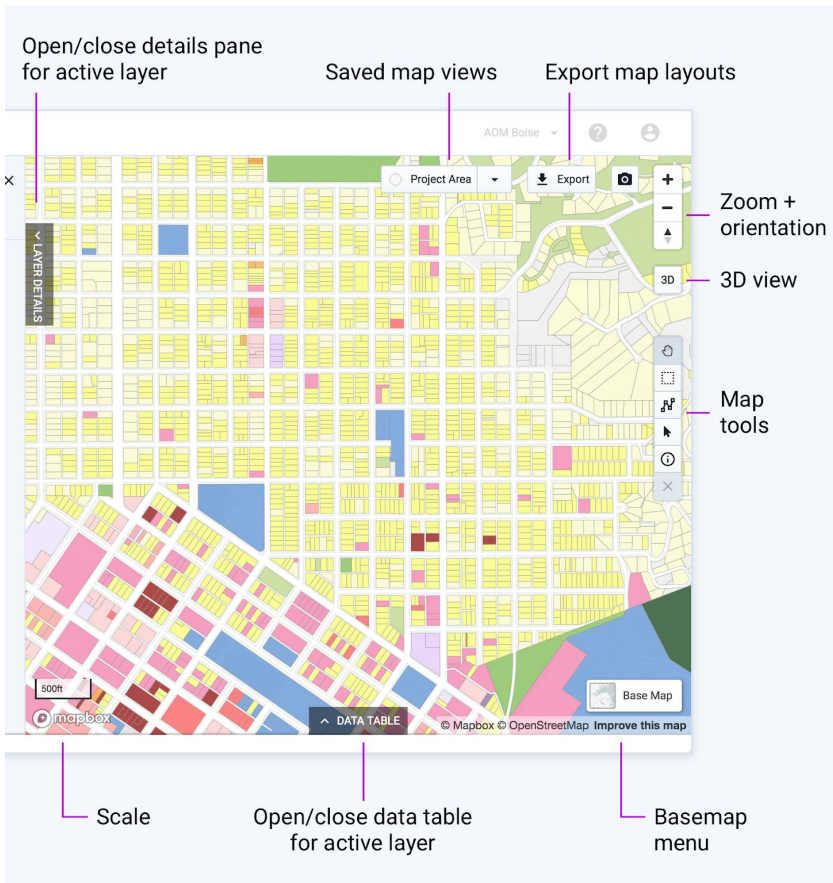 Open/close details pane
for active layer
Saved map views
Export map layouts
AOM Boise
Project Area
Export
Zoom +
orientation
LAYER DETAILS
3D
3D view
Map
tools
500ft
Base Map
mapbox
DATA TABLE
© Mapbox © OpenStreetMap Improve this map
Scale
Open/close data table
for active layer
Basemap
menu